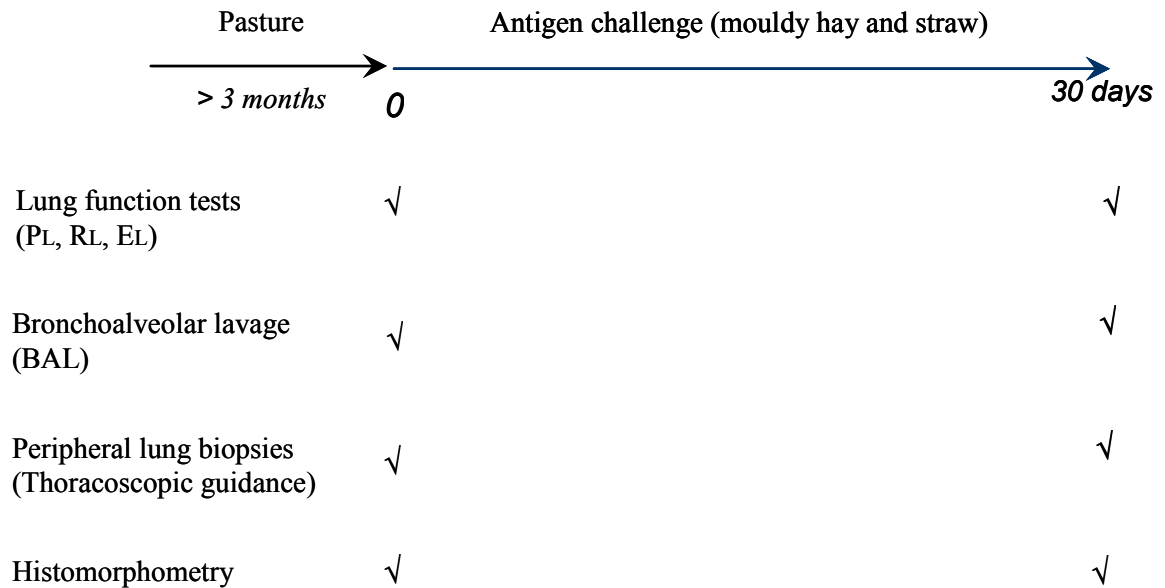 Pasture Antigen challenge (mouldy hay and straw)
> 3 months 0 30 days
Lung function tests √ √
(PL, RL, EL)
Bronchoalveolar lavage √ √
(BAL)
Peripheral lung biopsies √ √
(Thoracoscopic guidance)
Histomorphometry √ √